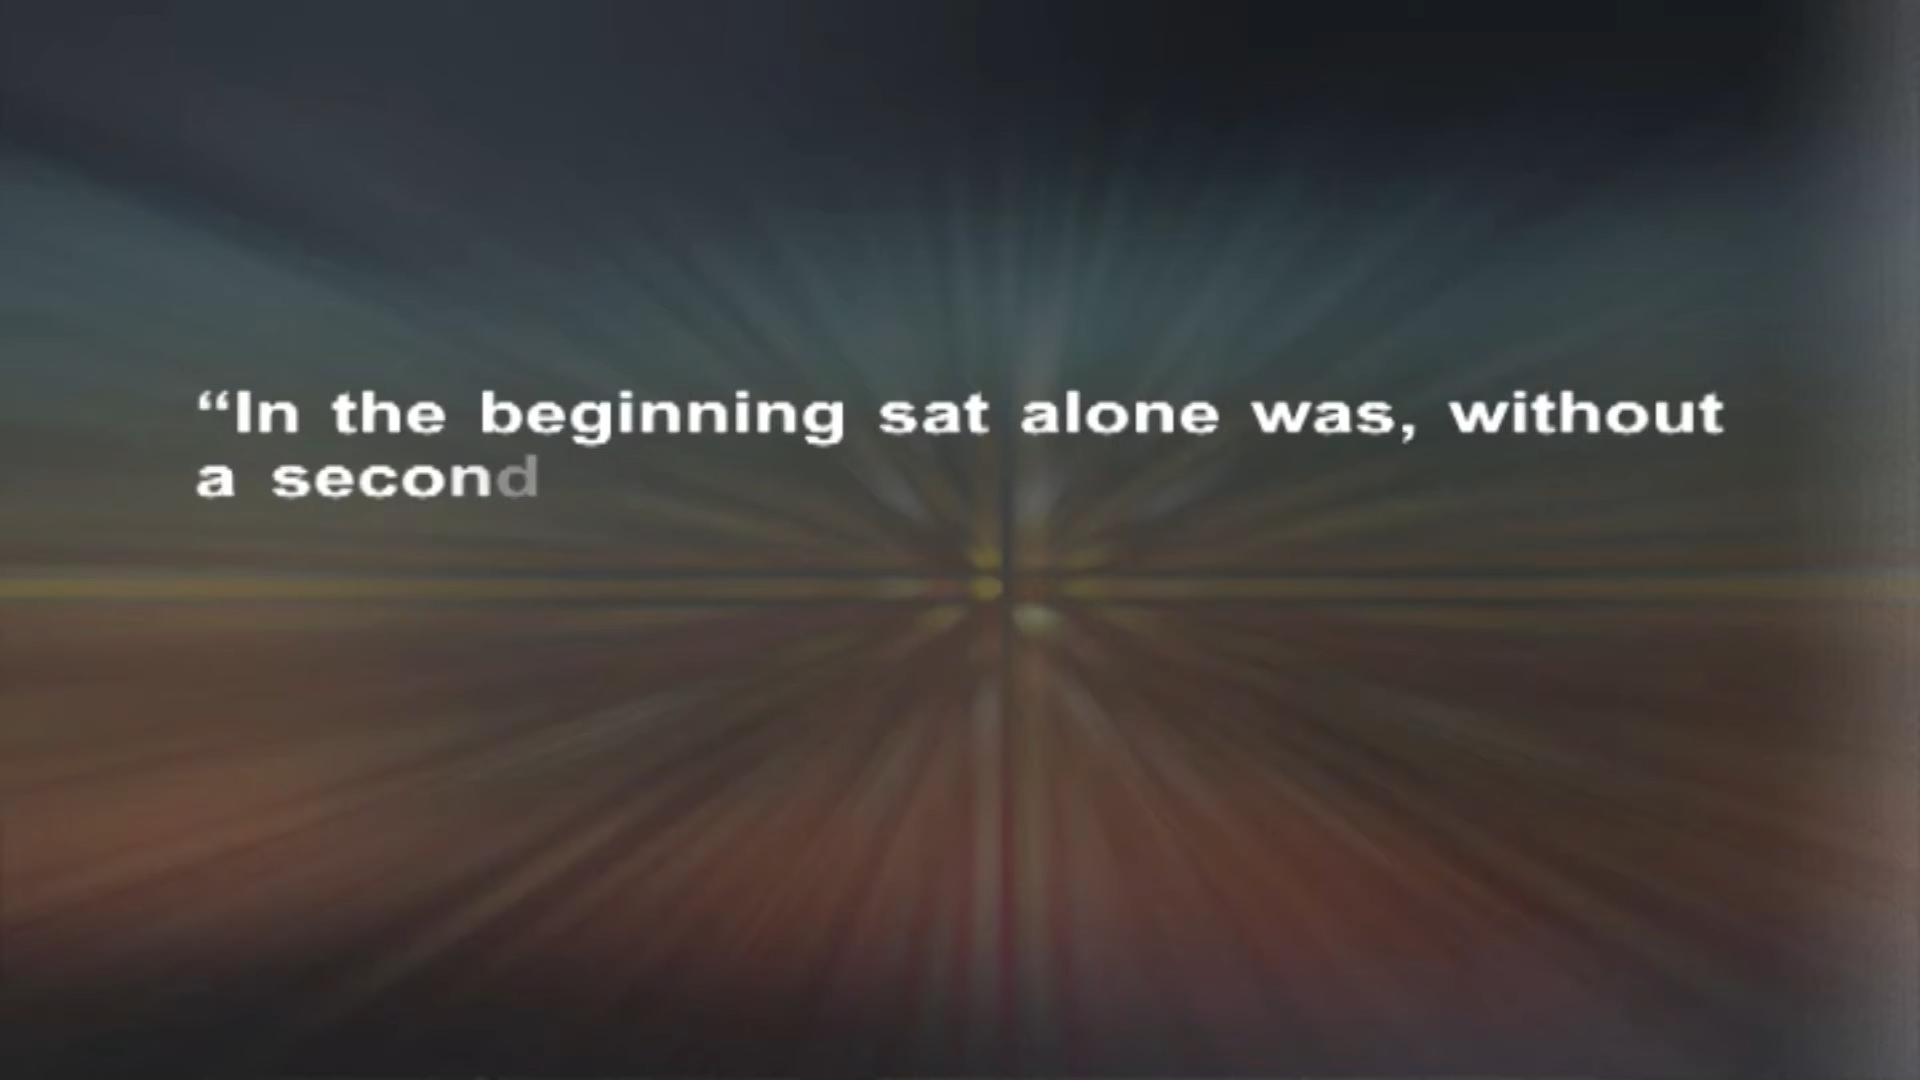 “In the beginning sat alone was, without
a second